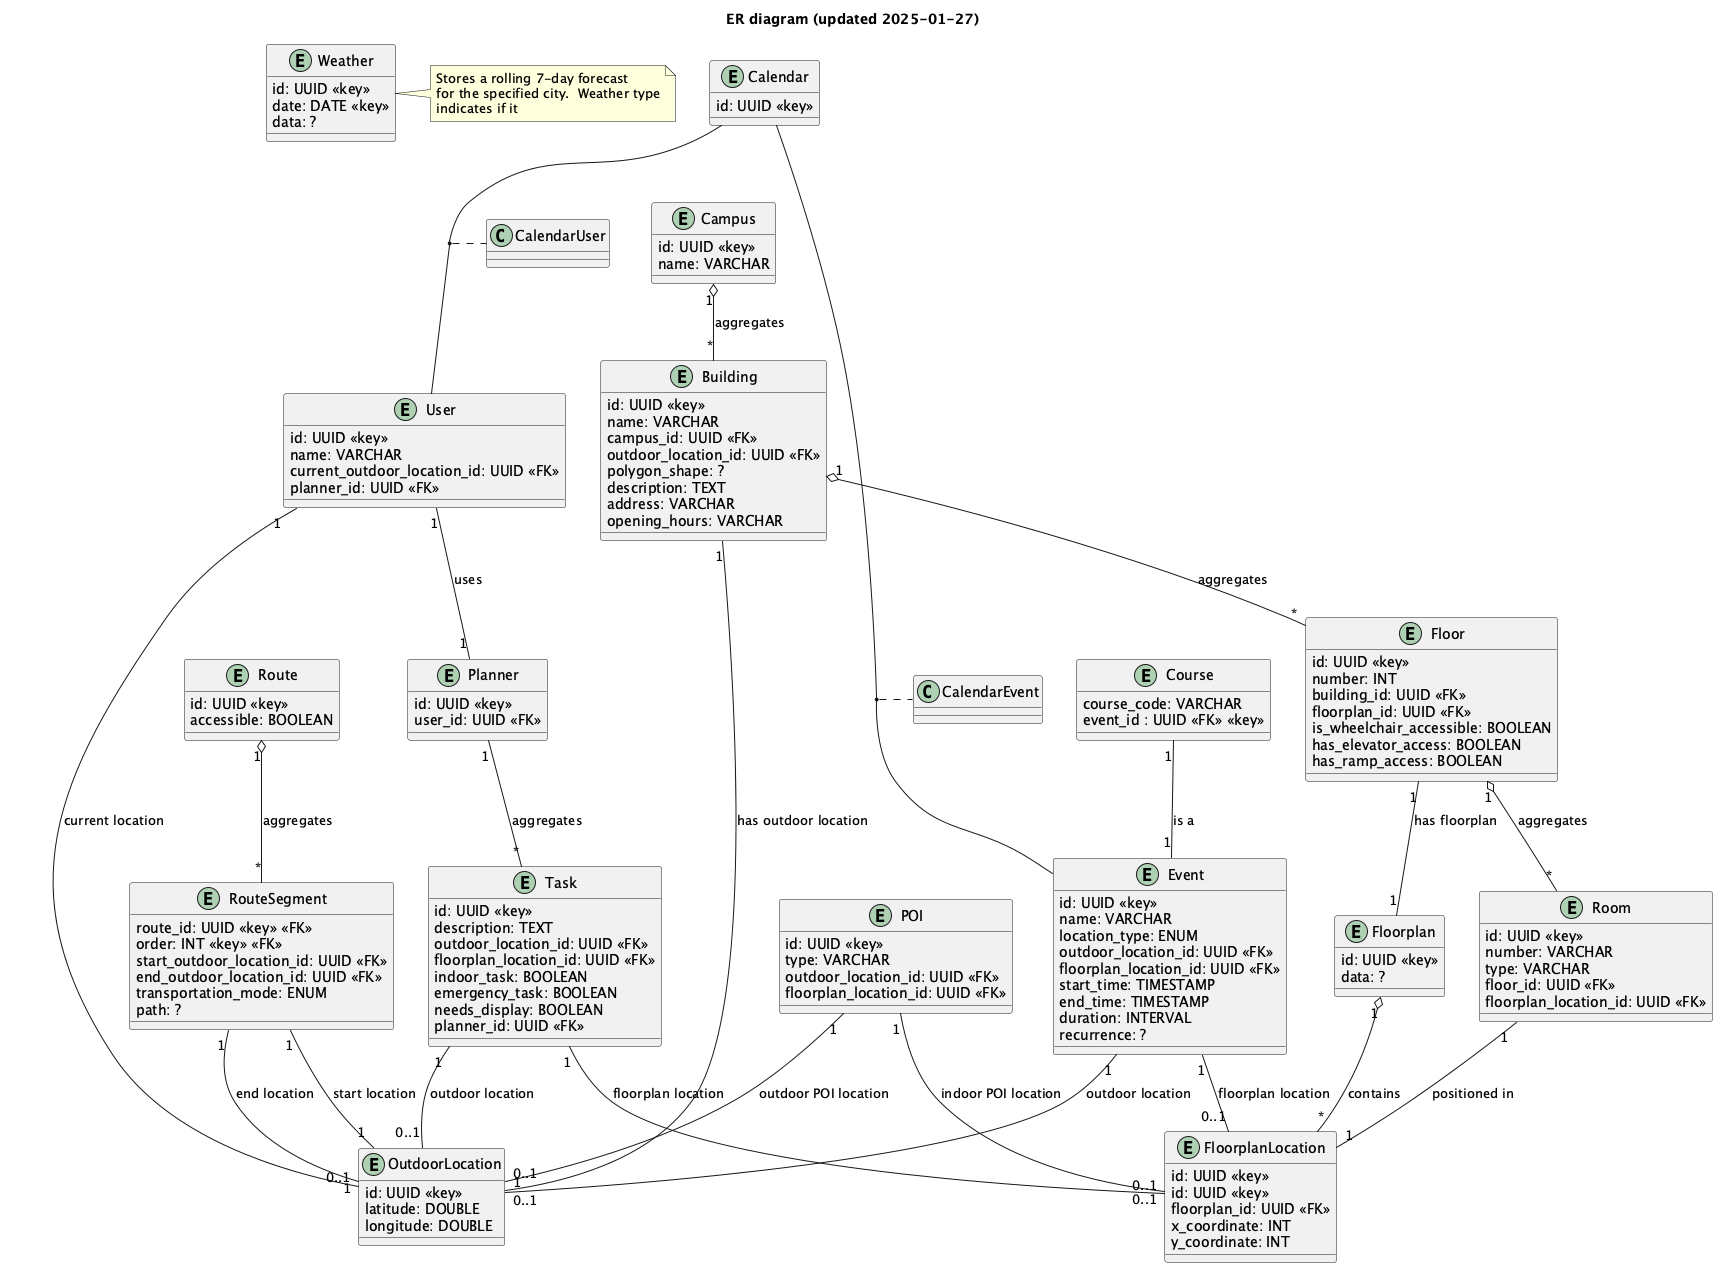 ER diagram (updated 2025-01-27)
E Weather
id: UUID «key»
date: DATE «key»
data: ?
Stores a rolling 7-day forecast
for the specified city.  Weather type
indicates if it
E Calendar
id: UUID «key»
C CalendarUser
E Campus
id: UUID «key»
name: VARCHAR
1
aggregates
*
E Building
id: UUID «key»
name: VARCHAR
campus_id: UUID «FK»
outdoor_location_id: UUID «FK»
polygon_shape: ?
description: TEXT
address: VARCHAR
opening_hours: VARCHAR
1
1
E User
id: UUID «key»
name: VARCHAR
current_outdoor_location_id: UUID «FK»
planner_id: UUID «FK»
1
1
uses
1
aggregates
*
E Floor
id: UUID «key»
number: INT
building_id: UUID «FK»
floorplan_id: UUID «FK»
is_wheelchair_accessible: BOOLEAN
has_elevator_access: BOOLEAN
has_ramp_access: BOOLEAN
1
1
E Route
id: UUID «key»
accessible: BOOLEAN
1
E Planner
id: UUID «key»
user_id: UUID «FK»
1
C CalendarEvent
E Course
course_code: VARCHAR
event_id : UUID «FK» «key»
1
current location
aggregates
aggregates
has outdoor location
is a
has floorplan
aggregates
*
*
1
1
*
E RouteSegment
route_id: UUID «key» «FK»
order: INT «key» «FK»
start_outdoor_location_id: UUID «FK»
end_outdoor_location_id: UUID «FK»
transportation_mode: ENUM
path: ?
1
1
E Task
id: UUID «key»
description: TEXT
outdoor_location_id: UUID «FK»
floorplan_location_id: UUID «FK»
indoor_task: BOOLEAN
emergency_task: BOOLEAN
needs_display: BOOLEAN
planner_id: UUID «FK»
1
1
E POI
id: UUID «key»
type: VARCHAR
outdoor_location_id: UUID «FK»
floorplan_location_id: UUID «FK»
1
1
E Event
id: UUID «key»
name: VARCHAR
location_type: ENUM
outdoor_location_id: UUID «FK»
floorplan_location_id: UUID «FK»
start_time: TIMESTAMP
end_time: TIMESTAMP
duration: INTERVAL
recurrence: ?
1
1
E Floorplan
id: UUID «key»
data: ?
1
E Room
id: UUID «key»
number: VARCHAR
type: VARCHAR
floor_id: UUID «FK»
floorplan_location_id: UUID «FK»
1
end location
start location
outdoor location
floorplan location
outdoor POI location
indoor POI location
outdoor location
floorplan location
contains
positioned in
0..1
1
1
0..1
0..1
1
0..1
0..1
0..1
0..1
*
1
E OutdoorLocation
id: UUID «key»
latitude: DOUBLE
longitude: DOUBLE
E FloorplanLocation
id: UUID «key»
id: UUID «key»
floorplan_id: UUID «FK»
x_coordinate: INT
y_coordinate: INT